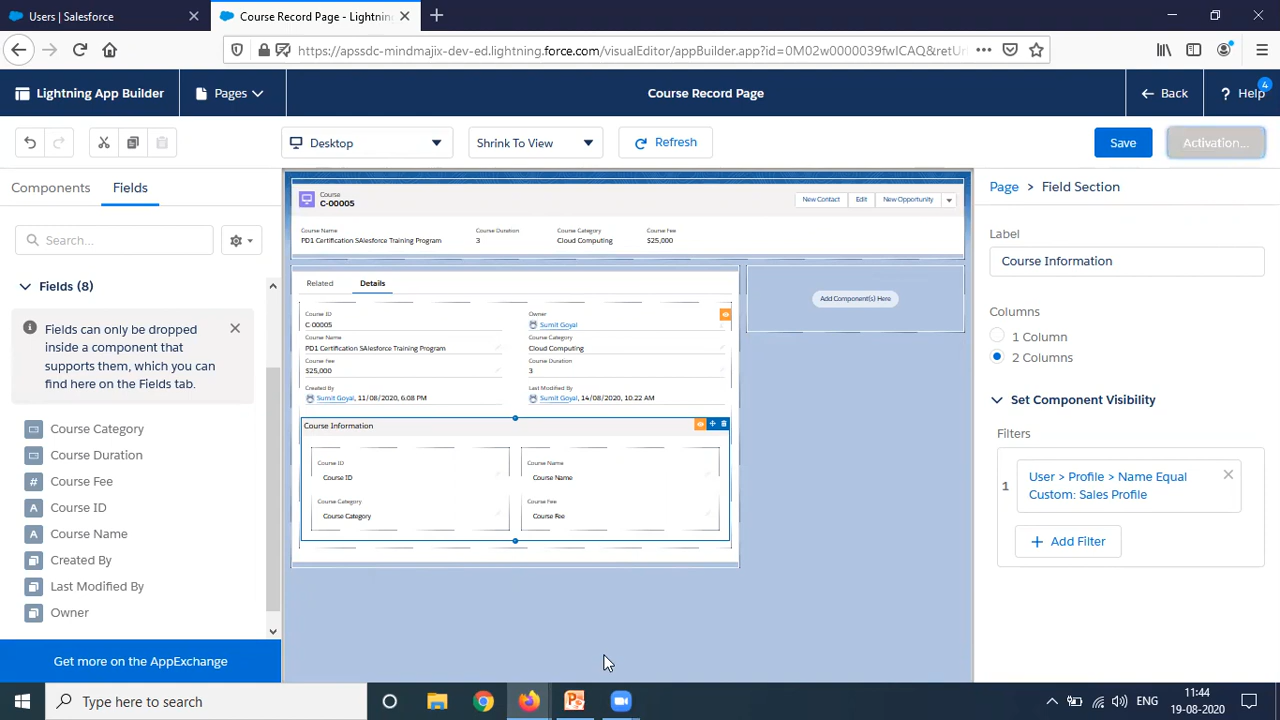 Users | Salesforce
Course Record Page - Lightnin
https://apssdc-mindmajix-dev-ed.lightning.force.com/visualEditor/appBuilder.app?id=0M02w0000039fwICAQ&retUr
Lightning App Builder
Pages
Course Record Page
Back
? Help
4
Desktop
Shrink To View
Refresh
Save
Activation...
Components
Fields
Search...
Fields (8)
Fields can only be dropped
inside a component that
supports them, which you can
find here on the Fields tab.
Course Category
Course Duration
# Course Fee
A Course ID
A Course Name
Created By
Last Modified By
Owner
Get more on the AppExchange
Course
C-00005
New Contact
Edit
New Opportunity
Course Name
Course Duration
Course Category
Course Fee
PD1 Certification SAlesforce Training Program
3
Cloud Computing
$25,000
Related
Details
Add Component(s) Here
Course ID
Owner
C-00005
Sumit Goyal
Course Name
Course Category
PD1 Certification SAlesforce Training Program
Cloud Computing
Course Fee
Course Duration
$25,000
3
Created By
Last Modified By
Sumit Goyal, 11/08/2020, 6:08 PM
Sumit Goyal, 14/08/2020, 10:22 AM
Course Information
Course ID
Course Name
Course ID
Course Name
Course Category
Course Fee
Course Category
Course Fee
Page > Field Section
Label
Course Information
Columns
1 Column
2 Columns
Set Component Visibility
Filters
1
User > Profile > Name Equal
Custom: Sales Profile
+ Add Filter
Type here to search
ENG
11:44
19-08-2020